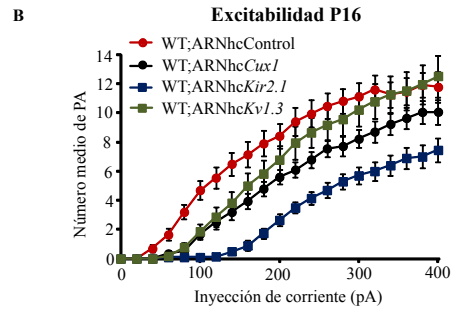 B
Excitabilidad P16
WT;ARNhcControl
WT;ARNhcCux1
WT;ARNhcKir2.1
WT;ARNhcKv1.3
Número medio de PA
14
12
10
8
6
4
2
0
0 100 200 300 400
Inyección de corriente (pA)